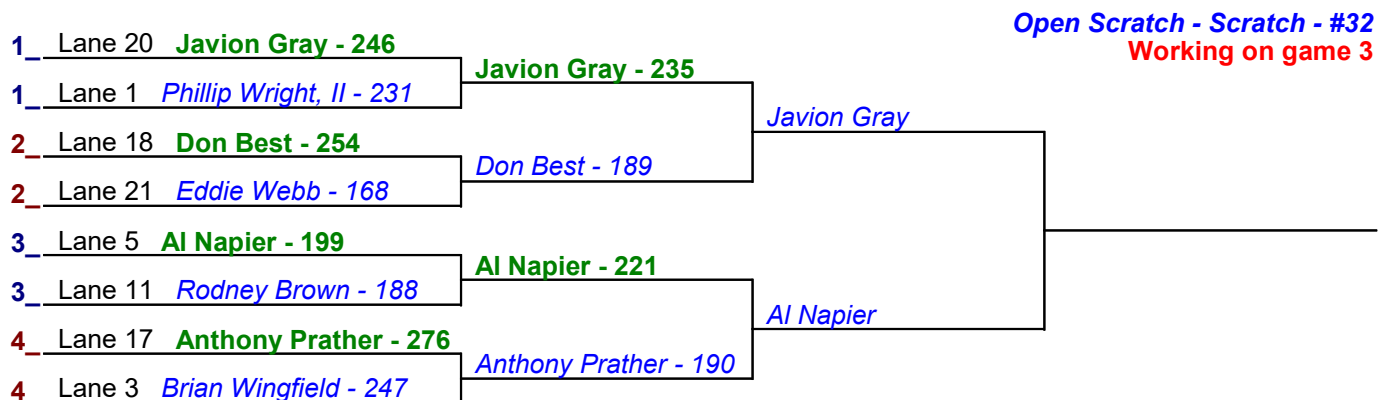 Open Scratch - Scratch - #32
Working on game 3
1_ Lane 20 Javion Gray - 246
1_ Lane 1 Phillip Wright, II - 231
2_ Lane 18 Don Best - 254
2_ Lane 21 Eddie Webb - 168
3_ Lane 5 Al Napier - 199
3_ Lane 11 Rodney Brown - 188
4_ Lane 17 Anthony Prather - 276
4 Lane 3 Brian Wingfield - 247
Javion Gray - 235
Don Best - 189
Al Napier - 221
Anthony Prather - 190
Javion Gray
Al Napier